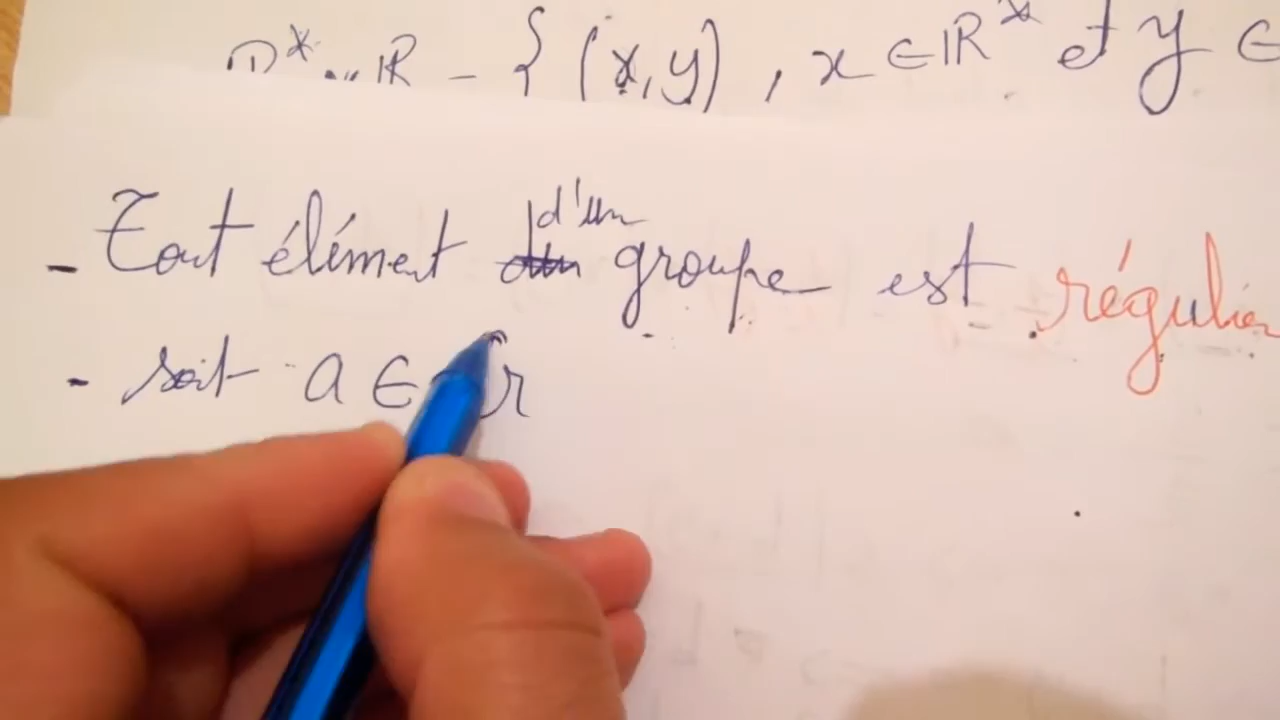 ℝ* × ℝ = { (x, y) , x ∈ ℝ* et y ∈
- Tout élément d'un groupe est régulier
- soit a ∈ G